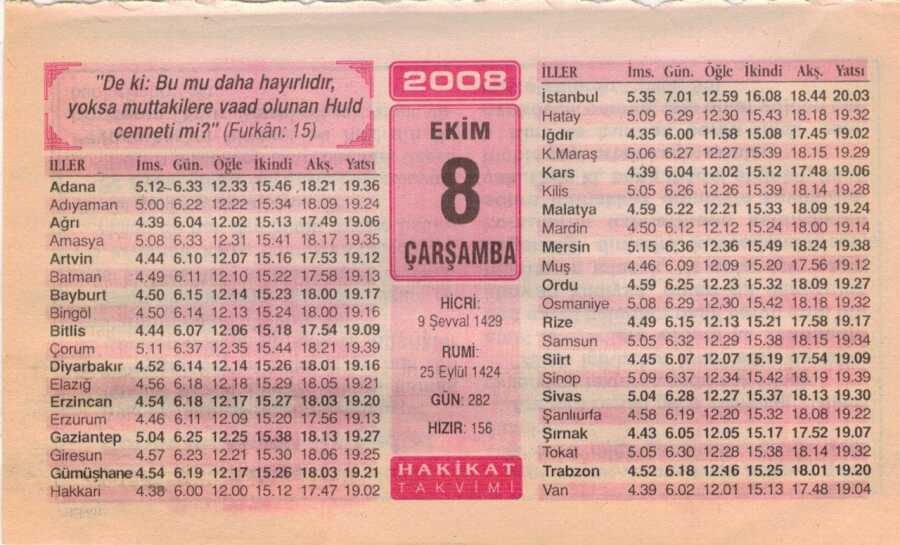 "De ki: Bu mu daha hayırlıdır,
yoksa muttakilere vaad olunan Huld
cenneti mi?" (Furkân: 15)
İLLER İms. Gün. Öğle İkindi Akş. Yatsı
Adana 5.12 6.33 12.33 15.46 18.21 19.36
Adıyaman 5.00 6.22 12.22 15.34 18.09 19.24
Ağrı 4.39 6.04 12.02 15.13 17.49 19.06
Amasya 5.08 6.33 12.31 15.41 18.17 19.35
Artvin 4.44 6.10 12.07 15.16 17.53 19.12
Batman 4.49 6.11 12.10 15.22 17.58 19.13
Bayburt 4.50 6.15 12.14 15.23 18.00 19.17
Bingöl 4.50 6.14 12.13 15.24 18.00 19.16
Bitlis 4.44 6.07 12.06 15.18 17.54 19.09
Çorum 5.11 6.37 12.35 15.44 18.21 19.39
Diyarbakır 4.52 6.14 12.14 15.26 18.01 19.16
Elazığ 4.56 6.18 12.18 15.29 18.05 19.21
Erzincan 4.54 6.18 12.17 15.27 18.03 19.20
Erzurum 4.46 6.11 12.09 15.20 17.56 19.13
Gaziantep 5.04 6.25 12.25 15.38 18.13 19.27
Giresun 4.57 6.23 12.21 15.30 18.06 19.25
Gümüşhane 4.54 6.19 12.17 15.26 18.03 19.21
Hakkari 4.38 6.00 12.00 15.12 17.47 19.02
2008
EKİM
8
ÇARŞAMBA
HİCRİ:
9 Şevval 1429
RUMİ:
25 Eylül 1424
GÜN: 282
HIZIR: 156
HAKİKAT
TAKVİMİ
İLLER İms. Gün. Öğle İkindi Akş. Yatsı
İstanbul 5.35 7.01 12.59 16.08 18.44 20.03
Hatay 5.09 6.29 12.30 15.43 18.18 19.32
Iğdır 4.35 6.00 11.58 15.08 17.45 19.02
K.Maraş 5.06 6.27 12.27 15.39 18.15 19.29
Kars 4.39 6.04 12.02 15.12 17.48 19.06
Kilis 5.05 6.26 12.26 15.39 18.14 19.28
Malatya 4.59 6.22 12.21 15.33 18.09 19.24
Mardin 4.50 6.12 12.12 15.24 18.00 19.14
Mersin 5.15 6.36 12.36 15.49 18.24 19.38
Muş 4.46 6.09 12.09 15.20 17.56 19.12
Ordu 4.59 6.25 12.23 15.32 18.09 19.27
Osmaniye 5.08 6.29 12.30 15.42 18.18 19.32
Rize 4.49 6.15 12.13 15.21 17.58 19.17
Samsun 5.05 6.32 12.29 15.38 18.15 19.34
Siirt 4.45 6.07 12.07 15.19 17.54 19.09
Sinop 5.09 6.37 12.34 15.42 18.19 19.39
Sivas 5.04 6.28 12.27 15.37 18.13 19.30
Şanlıurfa 4.58 6.19 12.20 15.32 18.08 19.22
Şırnak 4.43 6.05 12.05 15.17 17.52 19.07
Tokat 5.05 6.30 12.28 15.38 18.14 19.32
Trabzon 4.52 6.18 12.16 15.25 18.01 19.20
Van 4.39 6.02 12.01 15.13 17.48 19.04